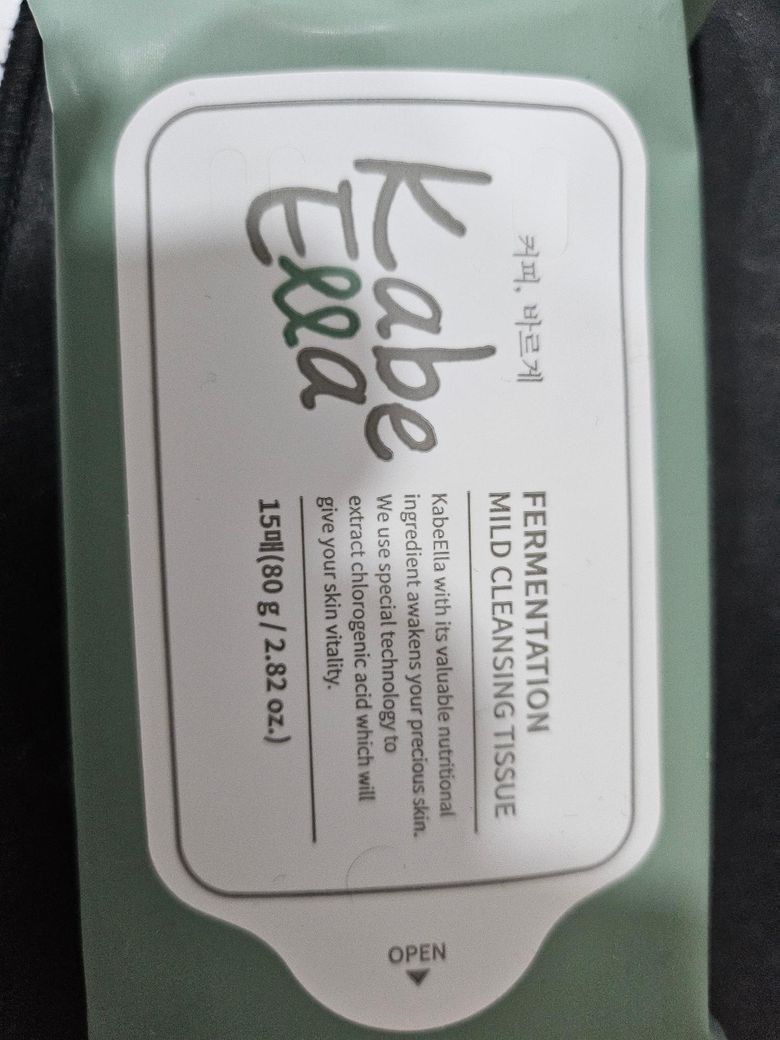 커피, 바르게
Kabe
Ella
FERMENTATION
MILD CLEANSING TISSUE
KabeElla with its valuable nutritional
ingredient awakens your precious skin.
We use special technology to
extract chlorogenic acid which will
give your skin vitality.
15매(80 g / 2.82 oz.)
OPEN